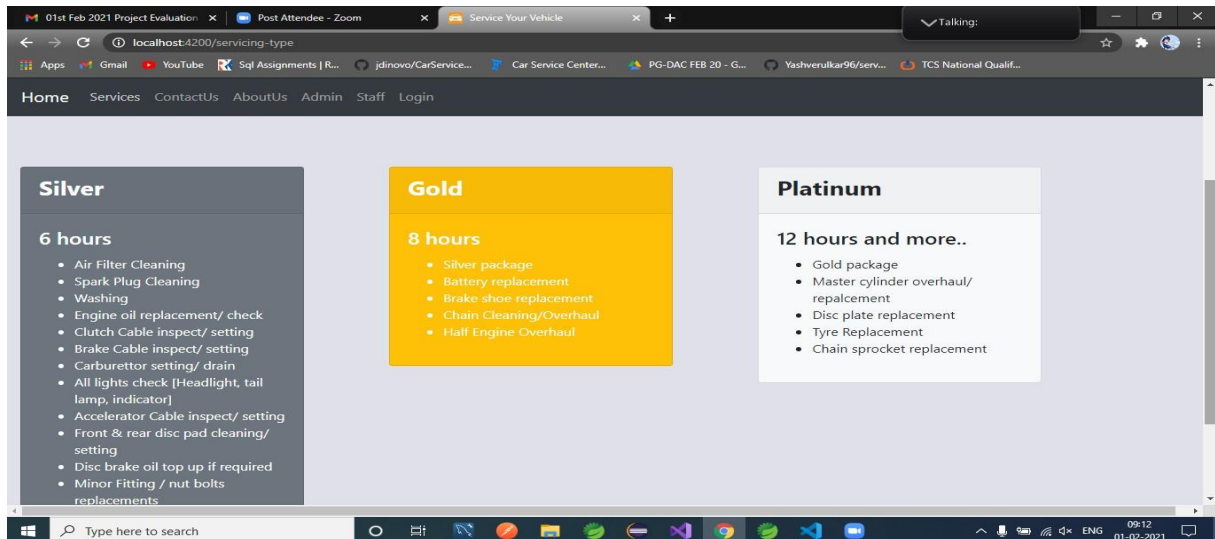 01st Feb 2021 Project Evaluation
Post Attendee - Zoom
Service Your Vehicle
Talking:
localhost:4200/servicing-type
Apps
Gmail
YouTube
Sql Assignments | R...
jdinovo/CarService...
Car Service Center...
PG-DAC FEB 20 - G...
Yashverulkar96/serv...
TCS National Qualif...
Home Services ContactUs AboutUs Admin Staff Login
Silver
6 hours
Air Filter Cleaning
Spark Plug Cleaning
Washing
Engine oil replacement/ check
Clutch Cable inspect/ setting
Brake Cable inspect/ setting
Carburettor setting/ drain
All lights check [Headlight, tail
lamp, indicator]
Accelerator Cable inspect/ setting
Front & rear disc pad cleaning/
setting
Disc brake oil top up if required
Minor Fitting / nut bolts
replacements
Gold
8 hours
Silver package
Battery replacement
Brake shoe replacement
Chain Cleaning/Overhaul
Half Engine Overhaul
Platinum
12 hours and more..
Gold package
Master cylinder overhaul/
repalcement
Disc plate replacement
Tyre Replacement
Chain sprocket replacement
Type here to search
ENG
09:12
01-02-2021